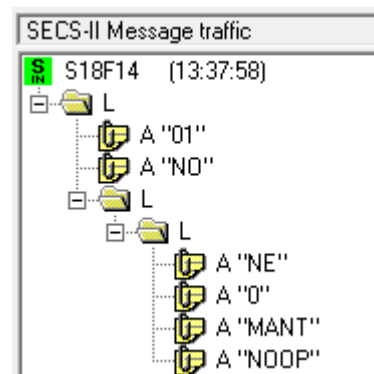 SECS-II Message traffic
S IN S18F14 (13:37:58)
L
A "01"
A "NO"
L
L
A "NE"
A "0"
A "MANT"
A "NOOP"